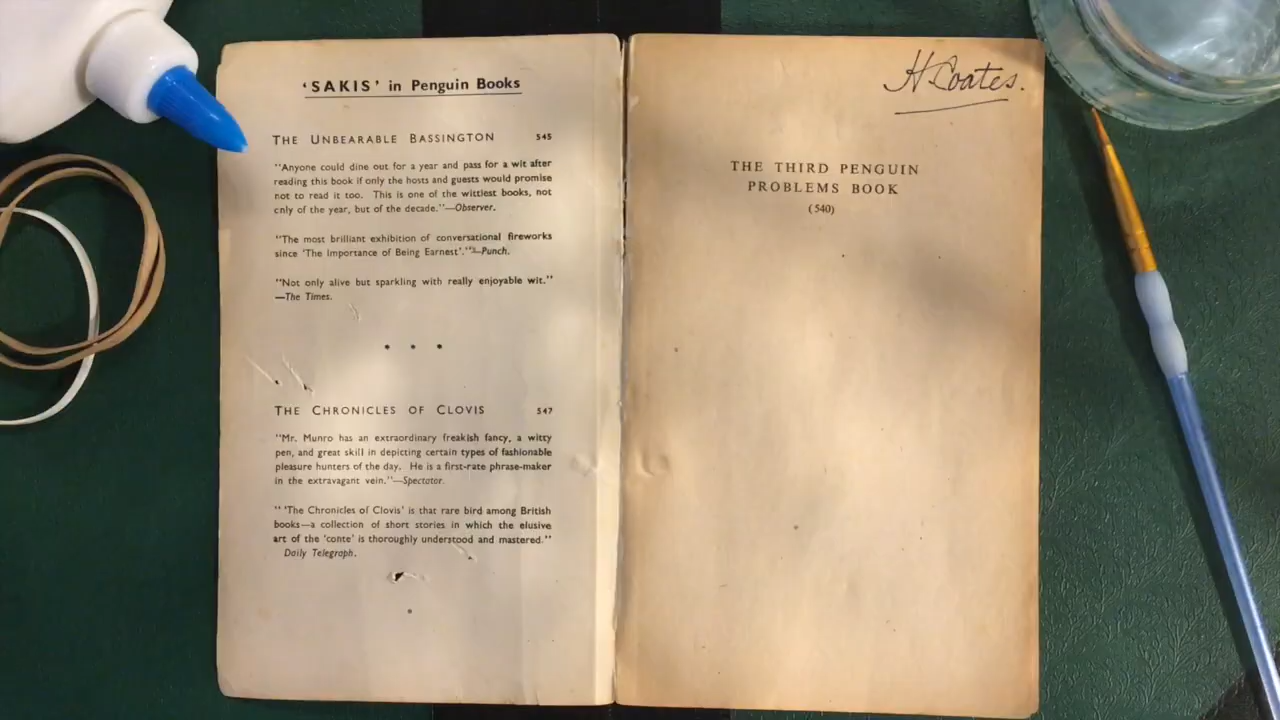 ‘SAKIS’ in Penguin Books
THE UNBEARABLE BASSINGTON 545
"Anyone could dine out for a year and pass for a wit after
reading this book if only the hosts and guests would promise
not to read it too. This is one of the wittiest books, not
only of the year, but of the decade."—Observer.
"The most brilliant exhibition of conversational fireworks
since 'The Importance of Being Earnest'."—Punch.
"Not only alive but sparkling with really enjoyable wit."
—The Times.
* * *
THE CHRONICLES OF CLOVIS 547
"Mr. Munro has an extraordinary freakish fancy, a witty
pen, and great skill in depicting certain types of fashionable
pleasure hunters of the day. He is a first-rate phrase-maker
in the extravagant vein."—Spectator.
" 'The Chronicles of Clovis' is that rare bird among British
books—a collection of short stories in which the elusive
art of the 'conte' is thoroughly understood and mastered."
Daily Telegraph.
*
H Coates.
THE THIRD PENGUIN
PROBLEMS BOOK
(540)